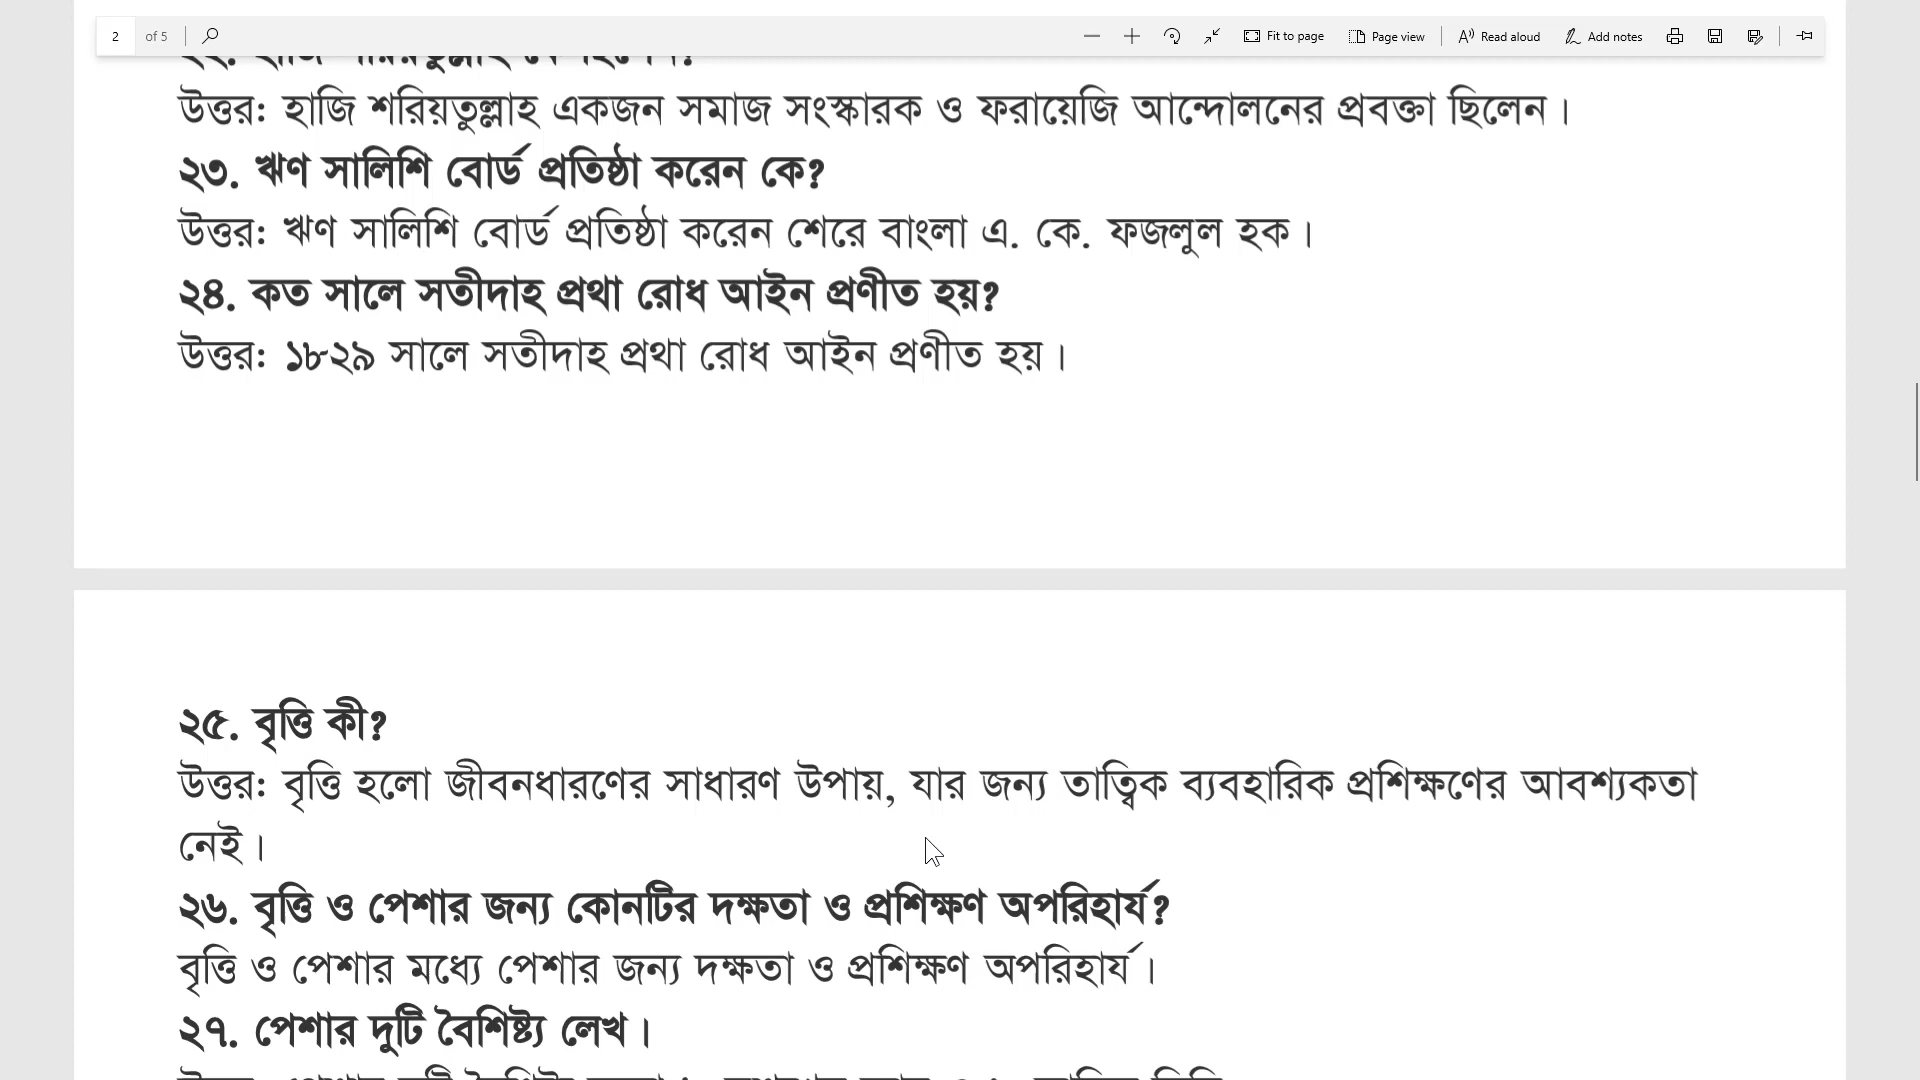 2 of 5 Fit to page Page view Read aloud Add notes
২২. হাজি শরিয়তুল্লাহ কে ছিলেন?
উত্তর: হাজি শরিয়তুল্লাহ একজন সমাজ সংস্কারক ও ফরায়েজি আন্দোলনের প্রবক্তা ছিলেন।
২৩. ঋণ সালিশি বোর্ড প্রতিষ্ঠা করেন কে?
উত্তর: ঋণ সালিশি বোর্ড প্রতিষ্ঠা করেন শেরে বাংলা এ. কে. ফজলুল হক।
২৪. কত সালে সতীদাহ প্রথা রোধ আইন প্রণীত হয়?
উত্তর: ১৮২৯ সালে সতীদাহ প্রথা রোধ আইন প্রণীত হয়।
২৫. বৃত্তি কী?
উত্তর: বৃত্তি হলো জীবনধারণের সাধারণ উপায়, যার জন্য তাত্বিক ব্যবহারিক প্রশিক্ষণের আবশ্যকতা
নেই।
২৬. বৃত্তি ও পেশার জন্য কোনটির দক্ষতা ও প্রশিক্ষণ অপরিহার্য?
বৃত্তি ও পেশার মধ্যে পেশার জন্য দক্ষতা ও প্রশিক্ষণ অপরিহার্য।
২৭. পেশার দুটি বৈশিষ্ট্য লেখ।